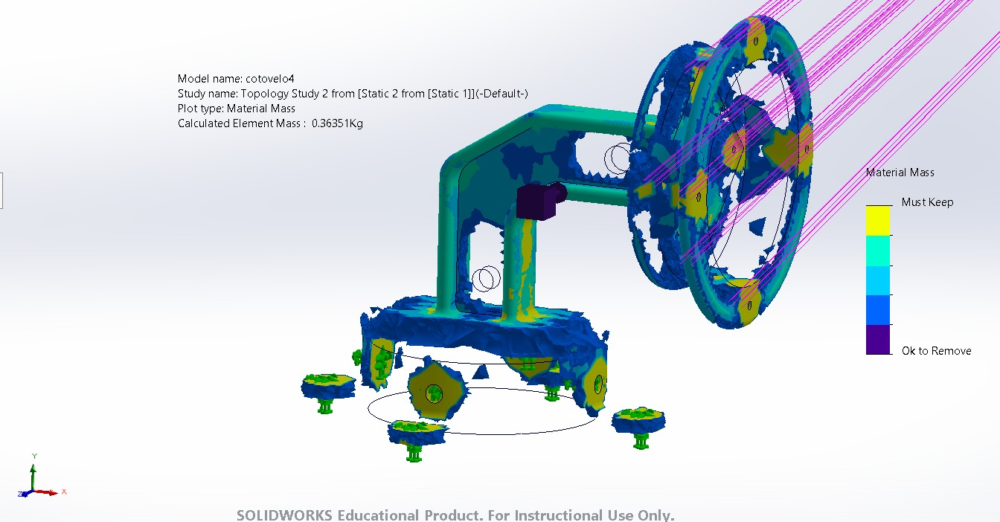 Model name: cotovelo4
Study name: Topology Study 2 from [Static 2 from [Static 1]](-Default-)
Plot type: Material Mass
Calculated Element Mass : 0.36351Kg
Material Mass
Must Keep
Ok to Remove
Y
Z
X
SOLIDWORKS Educational Product. For Instructional Use Only.